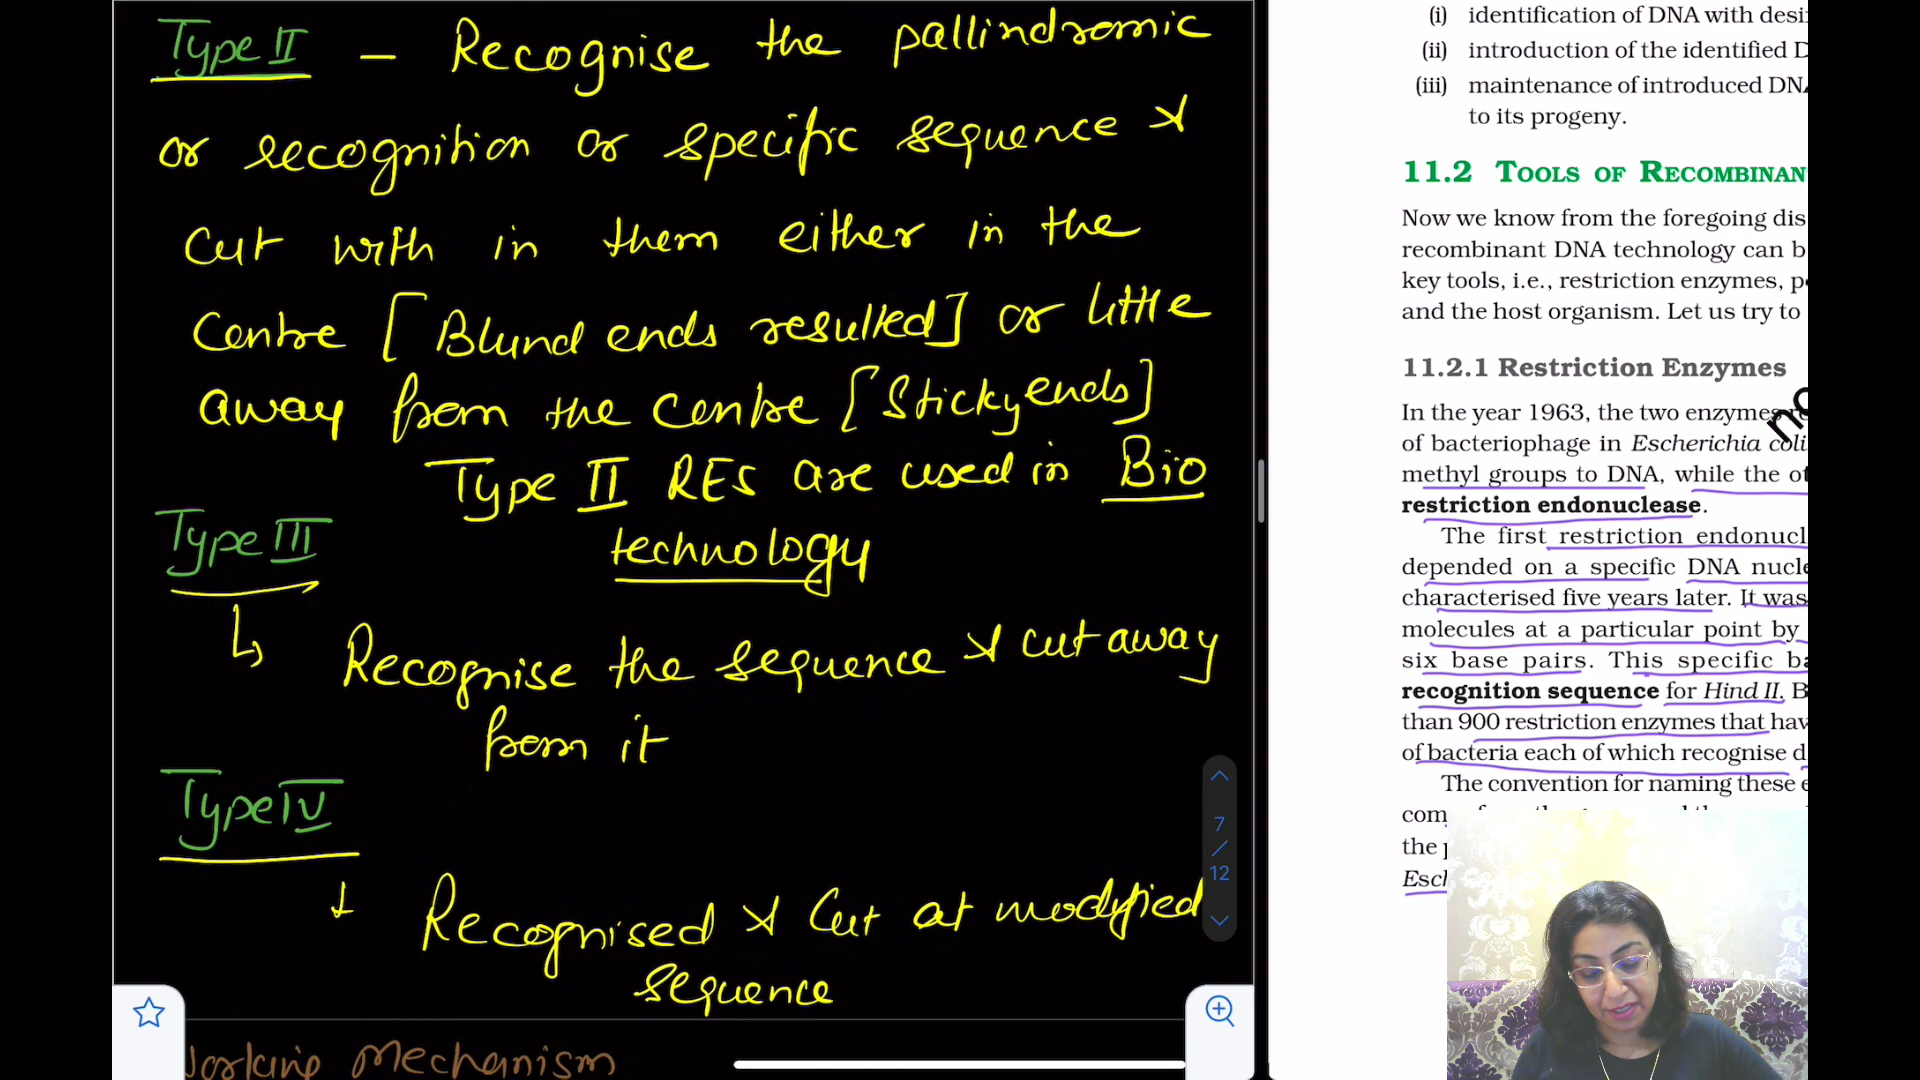 Type II - Recognise the pallindromic
or recognition or specific sequence &
cut with in them either in the
Centre [Blund ends resulted] or little
away from the Centre [Sticky ends]
Type II REs are used in Bio
technology
Type III
Recognise the sequence & cut away
from it
Type IV
Recognised & Cut at modified
sequence
Working Mechanism
7
/
12
(i) identification of DNA with desi
(ii) introduction of the identified D
(iii) maintenance of introduced DNA
to its progeny.
11.2 TOOLS OF RECOMBINAN
Now we know from the foregoing dis
recombinant DNA technology can b
key tools, i.e., restriction enzymes, p
and the host organism. Let us try to
11.2.1 Restriction Enzymes
no
In the year 1963, the two enzymes
of bacteriophage in Escherichia coli
methyl groups to DNA, while the ot
restriction endonuclease.
The first restriction endonucl
depended on a specific DNA nucle
characterised five years later. It was
molecules at a particular point by
six base pairs. This specific ba
recognition sequence for Hind II. B
than 900 restriction enzymes that hav
of bacteria each of which recognise d
The convention for naming these e
com
the
Escl